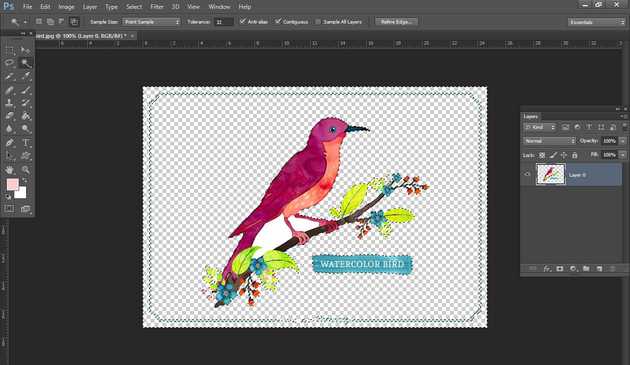 Ps File Edit Image Layer Type Select Filter 3D View Window Help
Sample Size: Point Sample Tolerance: 32 Anti-alias Contiguous Sample All Layers Refine Edge... Essentials
ird.jpg @ 100% (Layer 0, RGB/8#) * ×
Layers
Kind
Normal Opacity: 100%
Lock: Fill: 100%
Layer 0
WATERCOLOR BIRD